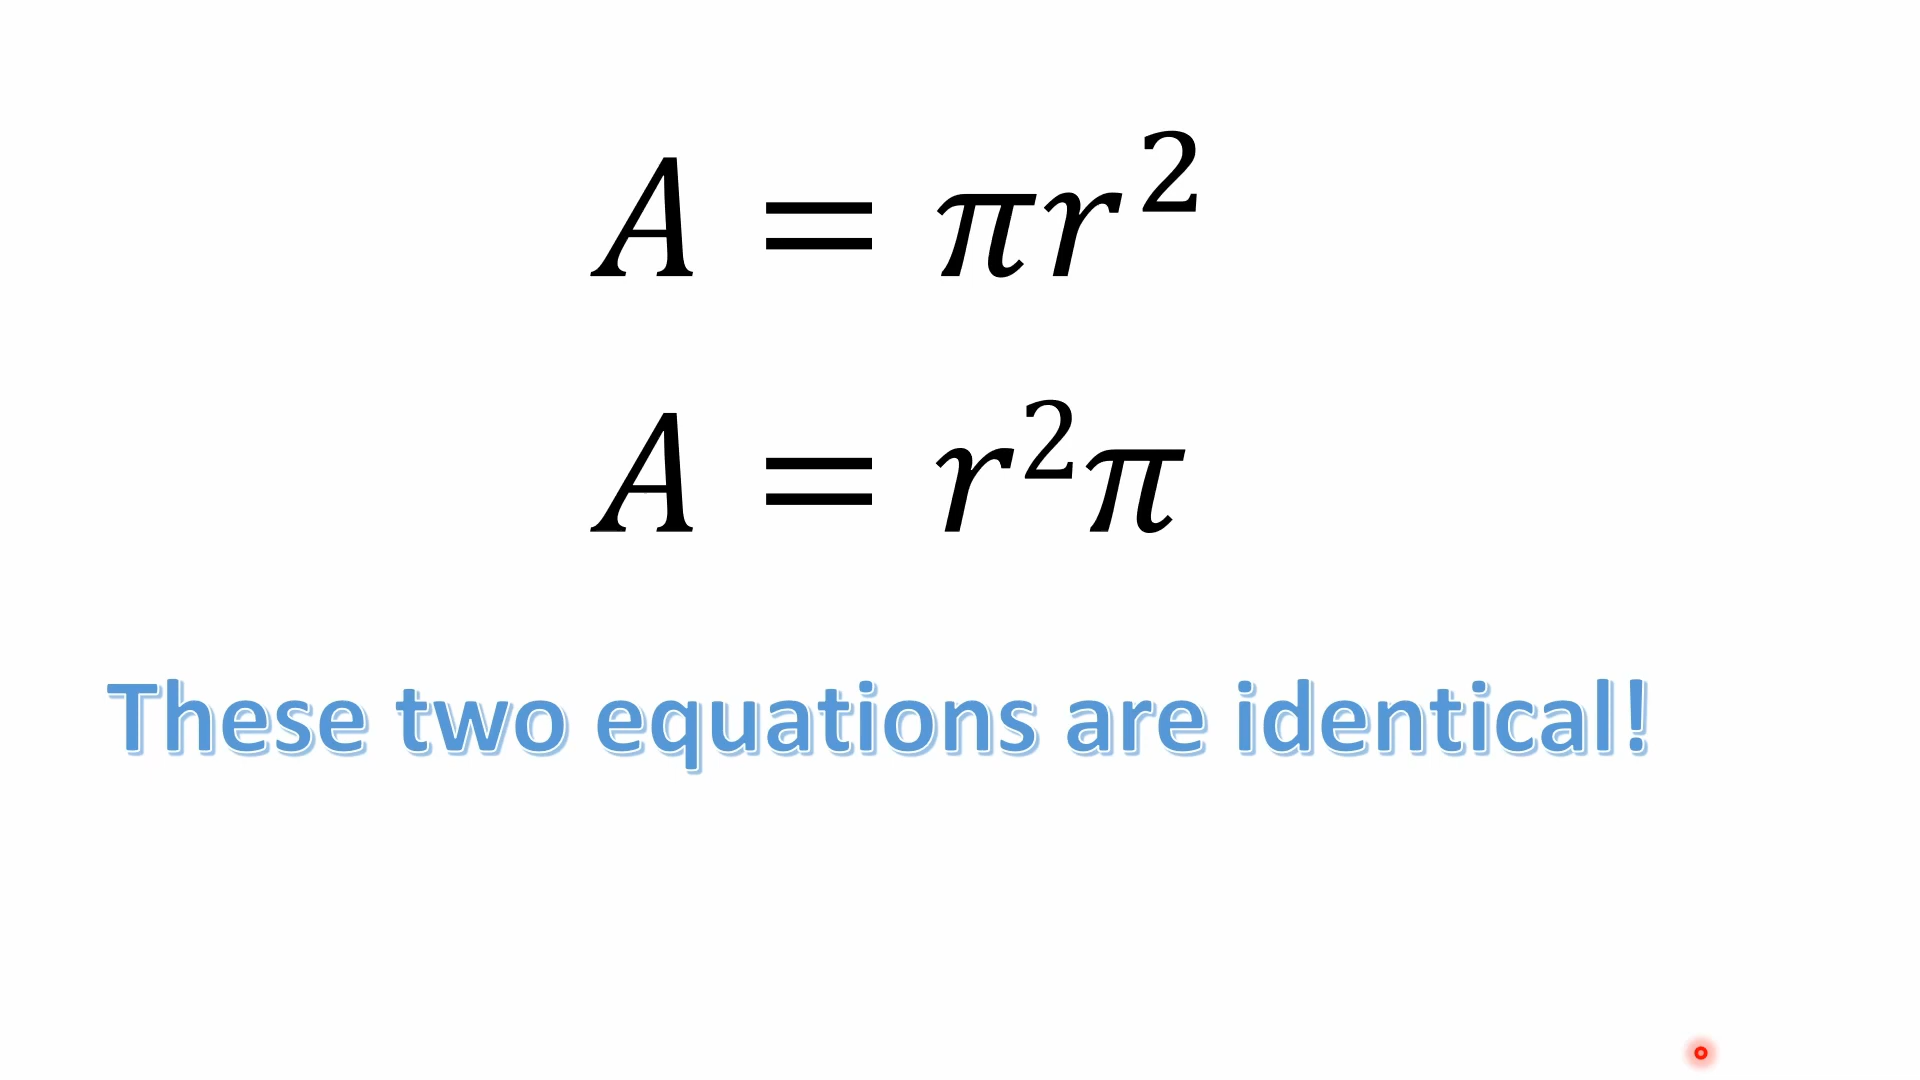 A = πr²
A = r²π
These two equations are identical!